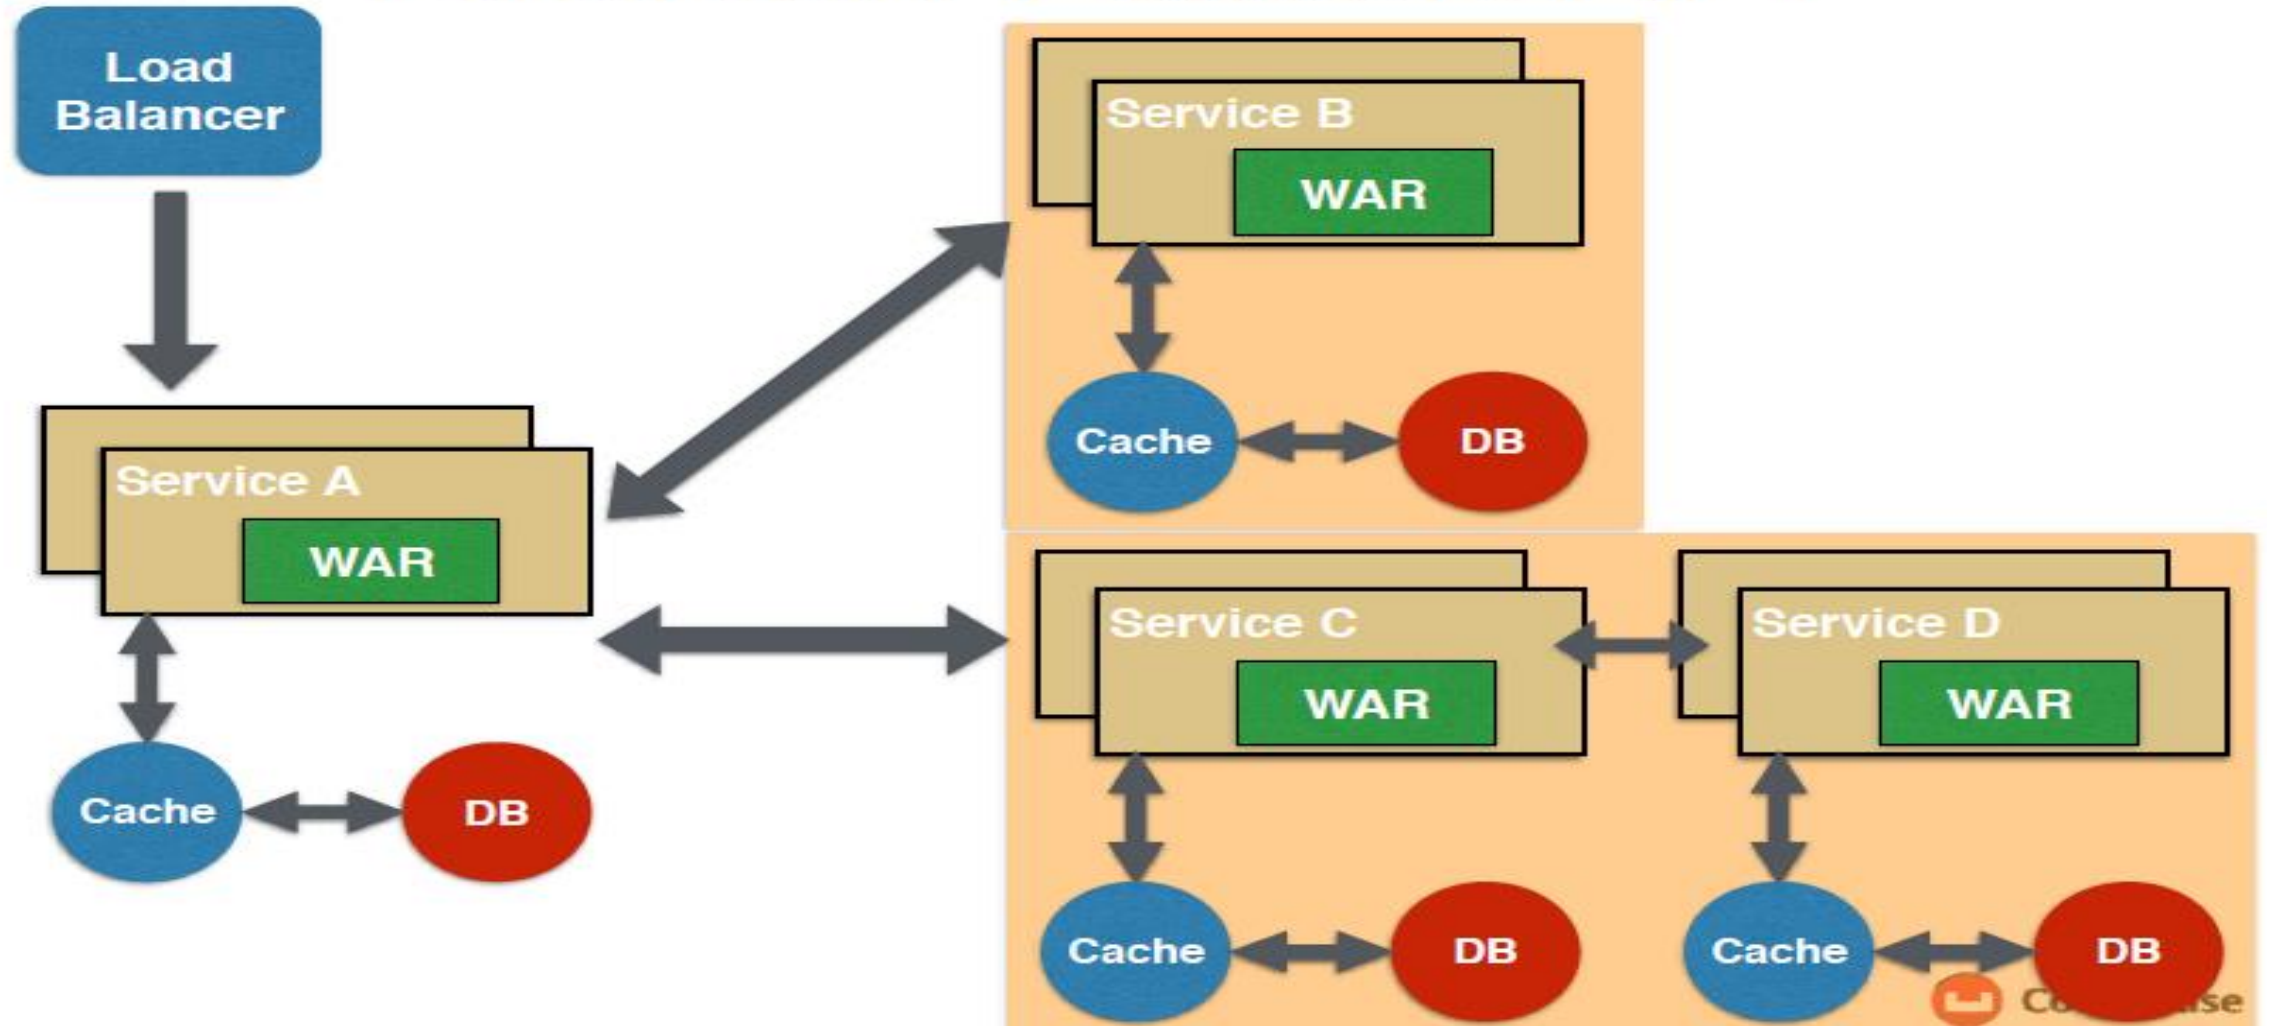 Load
Balancer
Service A
WAR
Cache
DB
Service B
WAR
Cache
DB
Service C
WAR
Cache
DB
Service D
WAR
Cache
DB